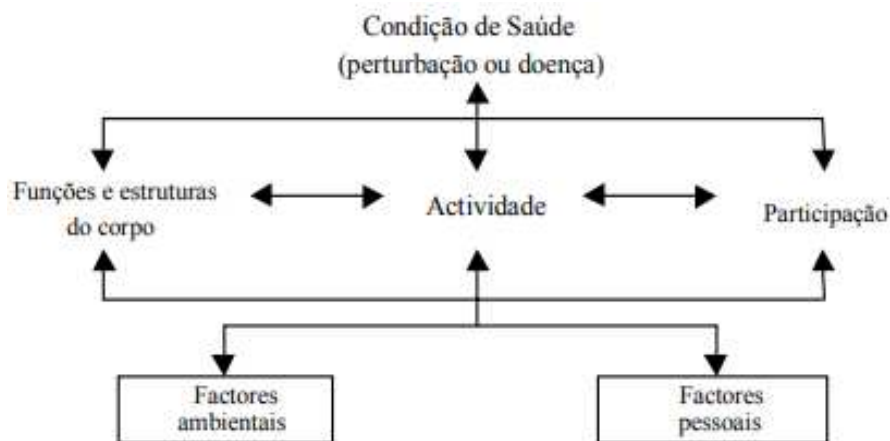 Condição de Saúde
(perturbação ou doença)
Funções e estruturas
do corpo
Actividade
Participação
Factores
ambientais
Factores
pessoais